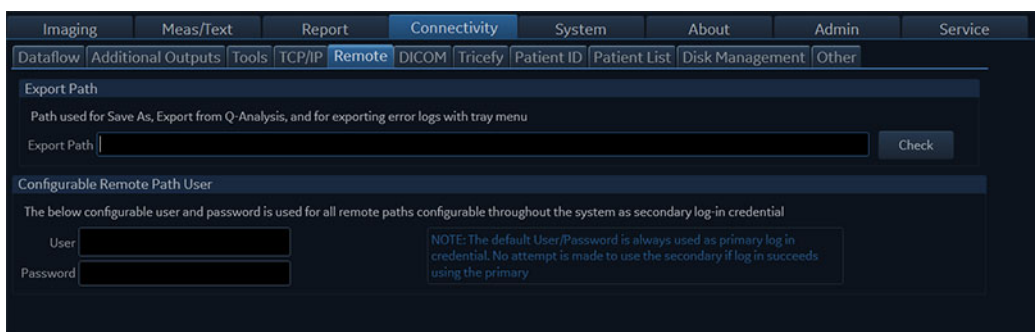 Imaging Meas/Text Report Connectivity System About Admin Service
Dataflow Additional Outputs Tools TCP/IP Remote DICOM Tricefy Patient ID Patient List Disk Management Other
Export Path
Path used for Save As, Export from Q-Analysis, and for exporting error logs with tray menu
Export Path Check
Configurable Remote Path User
The below configurable user and password is used for all remote paths configurable throughout the system as secondary log-in credential
User
NOTE: The default User/Password is always used as primary log in
credential. No attempt is made to use the secondary if log in succeeds
Password
using the primary